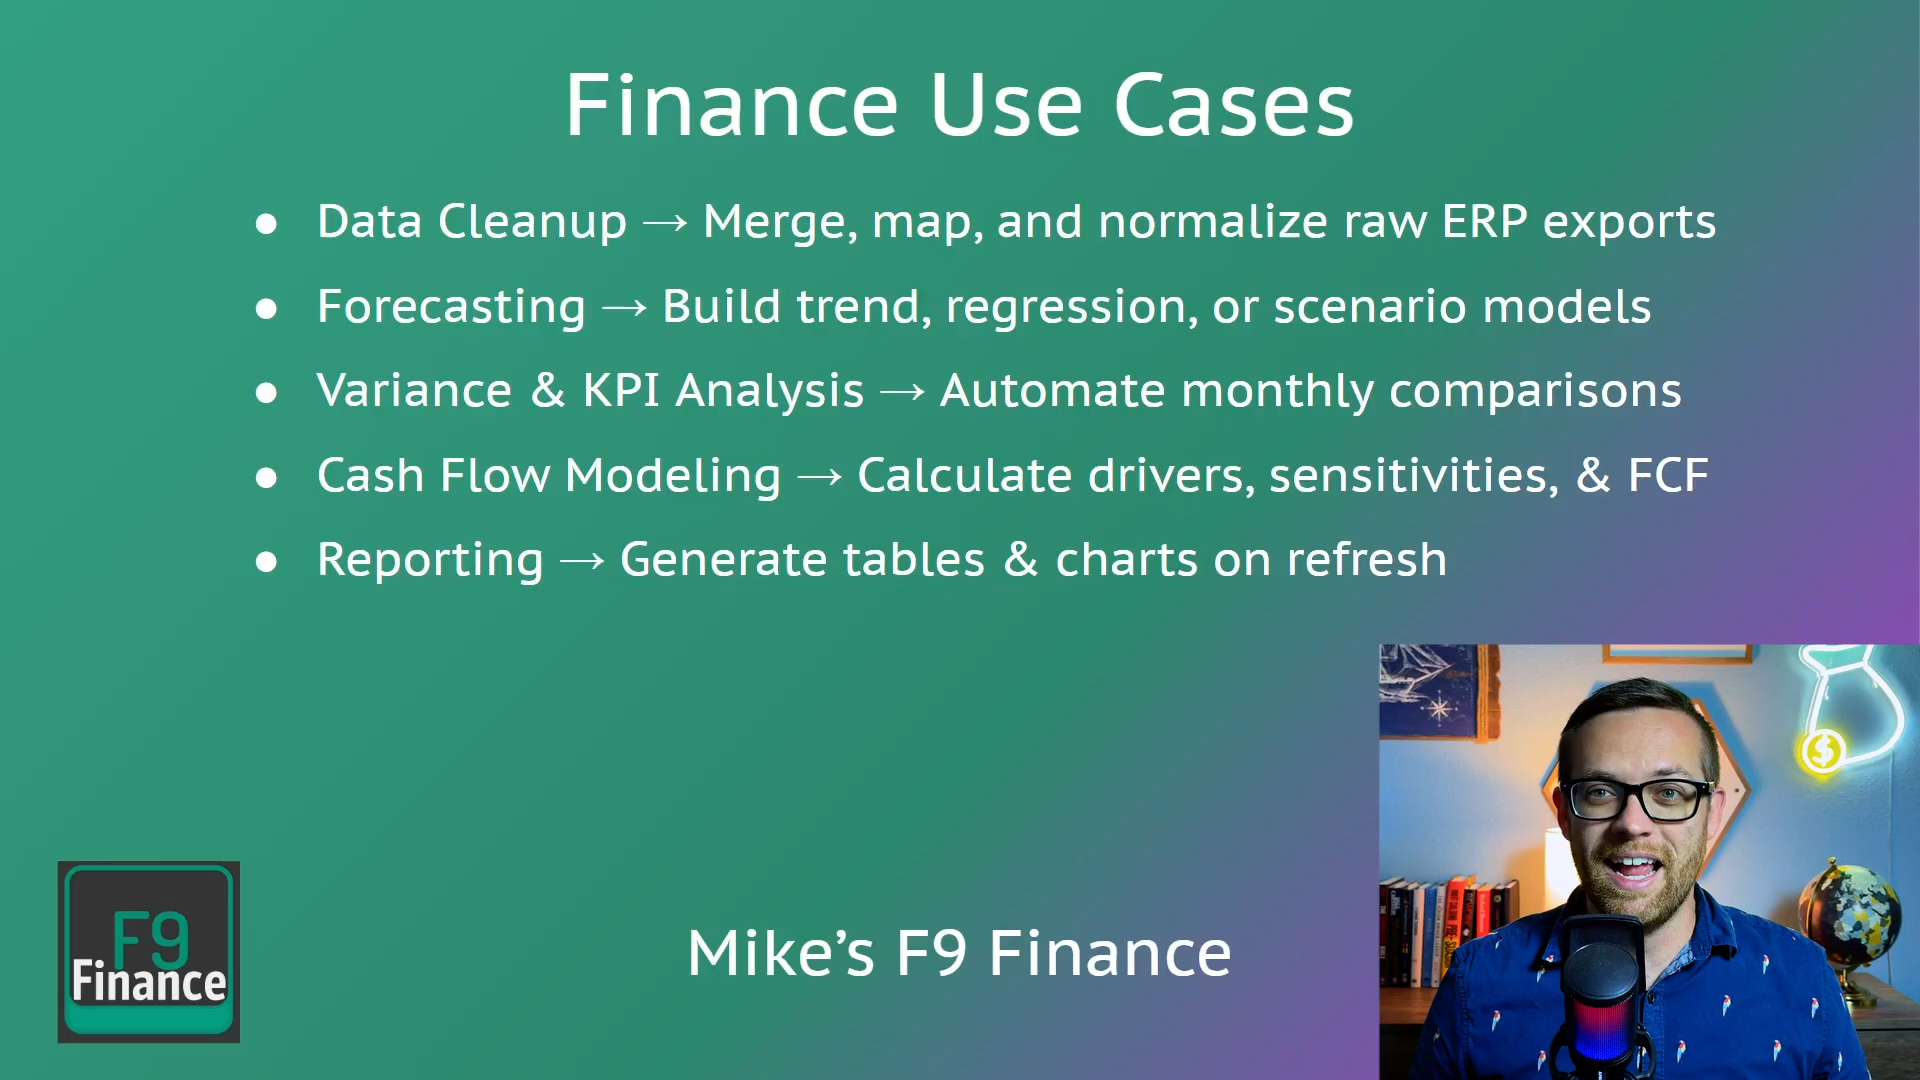 Finance Use Cases
● Data Cleanup → Merge, map, and normalize raw ERP exports
● Forecasting → Build trend, regression, or scenario models
● Variance & KPI Analysis → Automate monthly comparisons
● Cash Flow Modeling → Calculate drivers, sensitivities, & FCF
● Reporting → Generate tables & charts on refresh
F9
Finance
Mike’s F9 Finance
$